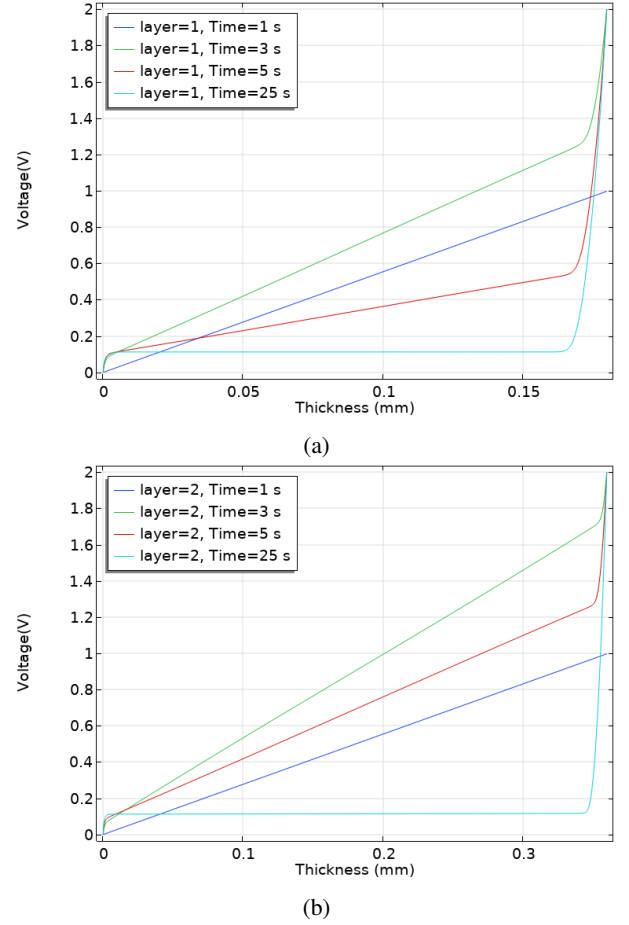 2
1.8
1.6
1.4
1.2
1
0.8
0.6
0.4
0.2
0
Voltage(V)
layer=1, Time=1 s
layer=1, Time=3 s
layer=1, Time=5 s
layer=1, Time=25 s
0 0.05 0.1 0.15
Thickness (mm)
(a)
2
1.8
1.6
1.4
1.2
1
0.8
0.6
0.4
0.2
0
Voltage(V)
layer=2, Time=1 s
layer=2, Time=3 s
layer=2, Time=5 s
layer=2, Time=25 s
0 0.1 0.2 0.3
Thickness (mm)
(b)